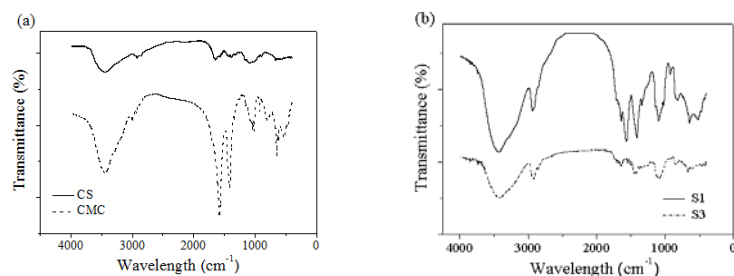 (a)
Transmittance (%)
CS
CMC
4000 3000 2000 1000 0
Wavelength (cm-1)
(b)
Transmittance (%)
S1
S3
4000 3000 2000 1000 0
Wavelength (cm-1)